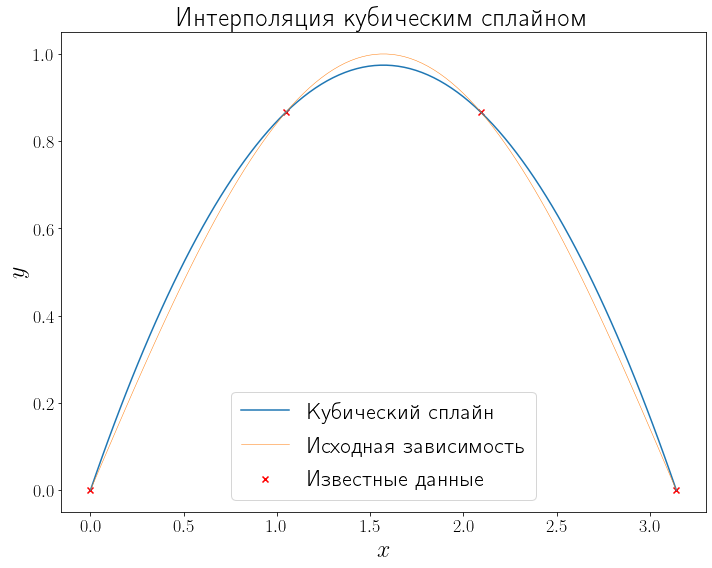 Интерполяция кубическим сплайном
1.0
0.8
0.6
0.4
0.2
0.0
y
Кубический сплайн
Исходная зависимость
Известные данные
0.0 0.5 1.0 1.5 2.0 2.5 3.0
x